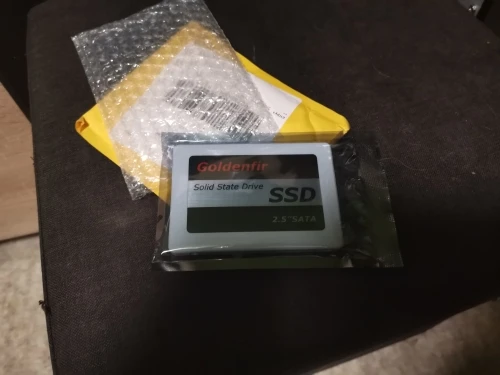 Goldenfir
Solid State Drive
SSD
2.5"SATA